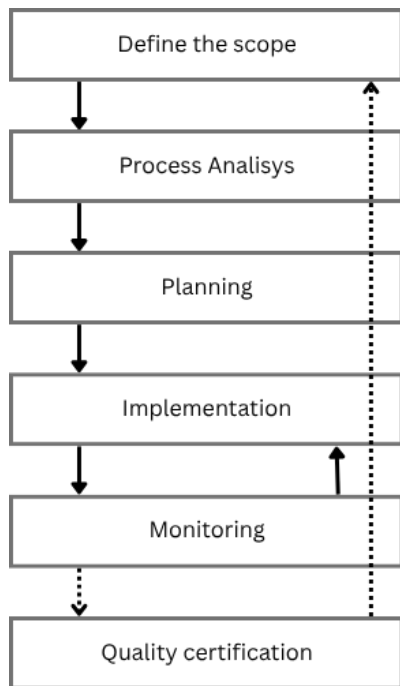 Define the scope
Process Analisys
Planning
Implementation
Monitoring
Quality certification